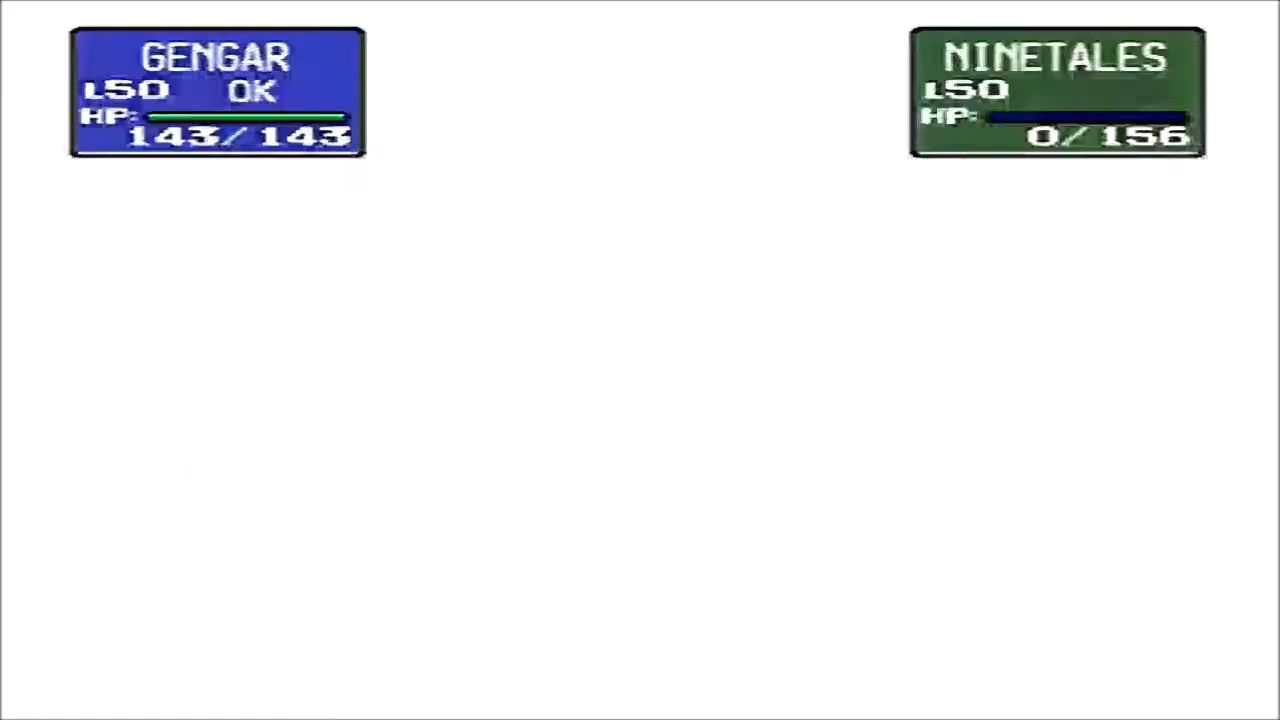 GENGAR
L50 OK
HP:
143/143
NINETALES
L50
HP:
0/156